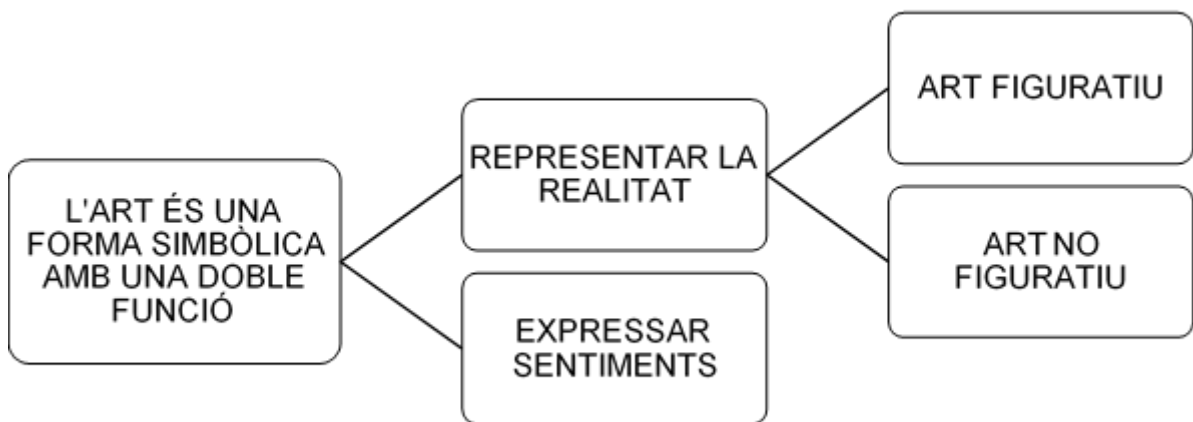 L'ART ÉS UNA
FORMA SIMBÒLICA
AMB UNA DOBLE
FUNCIÓ
REPRESENTAR LA
REALITAT
EXPRESSAR
SENTIMENTS
ART FIGURATIU
ART NO
FIGURATIU